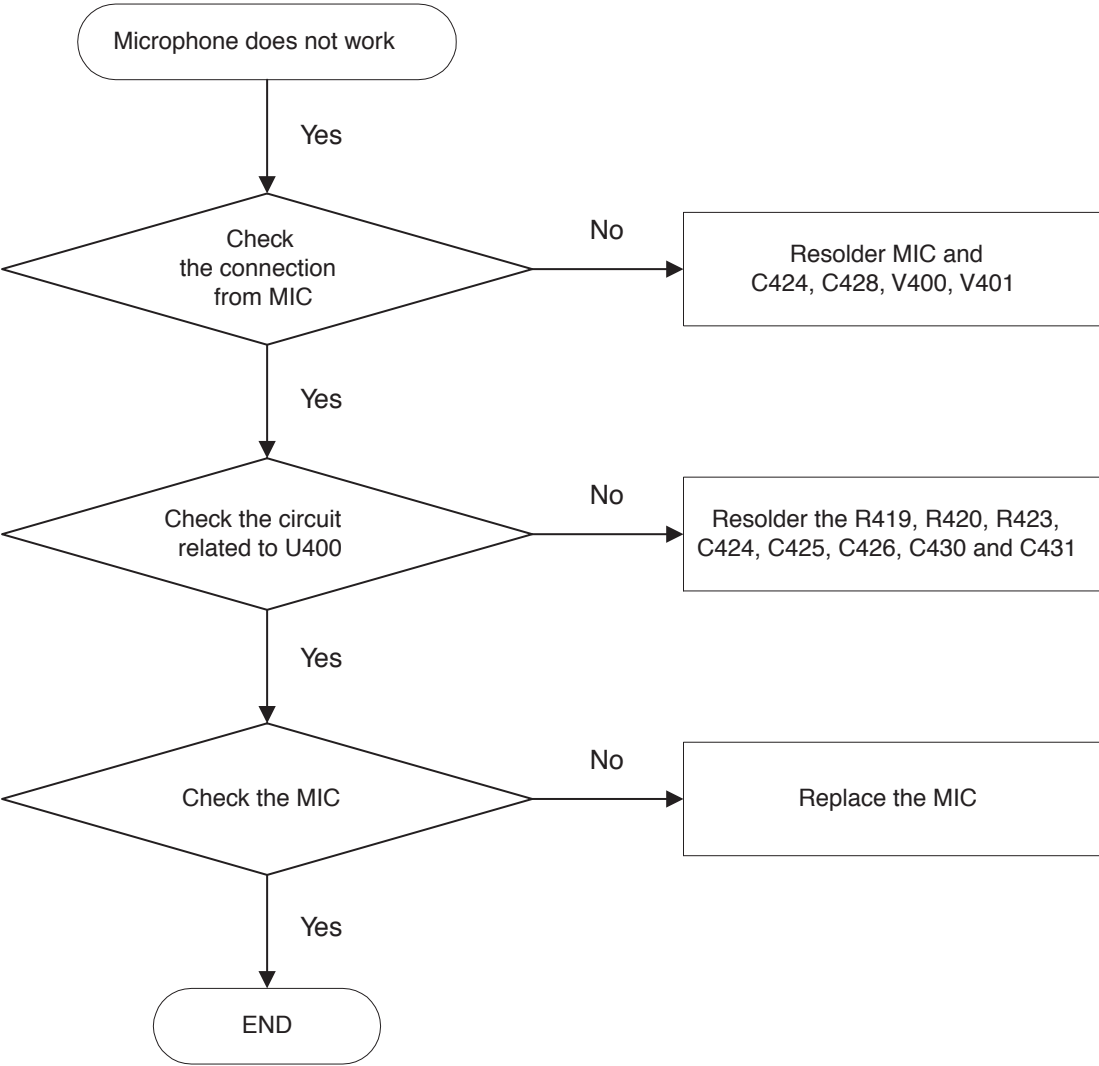 Microphone does not work
Yes
Check
the connection
from MIC
No
Resolder MIC and
C424, C428, V400, V401
Yes
Check the circuit
related to U400
No
Resolder the R419, R420, R423,
C424, C425, C426, C430 and C431
Yes
Check the MIC
No
Replace the MIC
Yes
END